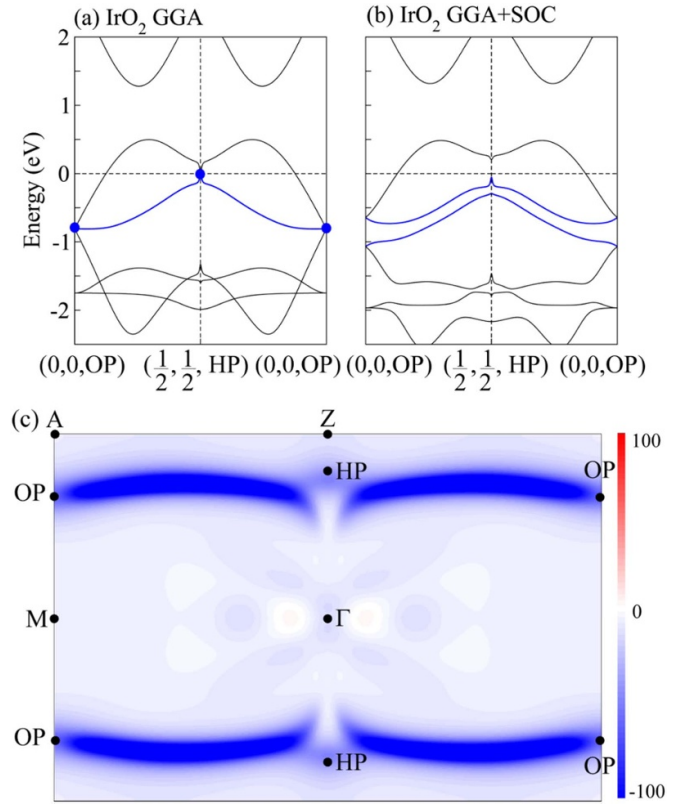 (a) IrO₂ GGA
(b) IrO₂ GGA+SOC
Energy (eV)
2
1
0
-1
-2
(0,0,OP) (1/2, 1/2, HP) (0,0,OP)
(0,0,OP) (1/2, 1/2, HP) (0,0,OP)
(c)
A
Z
HP
OP
OP
M
Γ
OP
HP
OP
100
0
-100